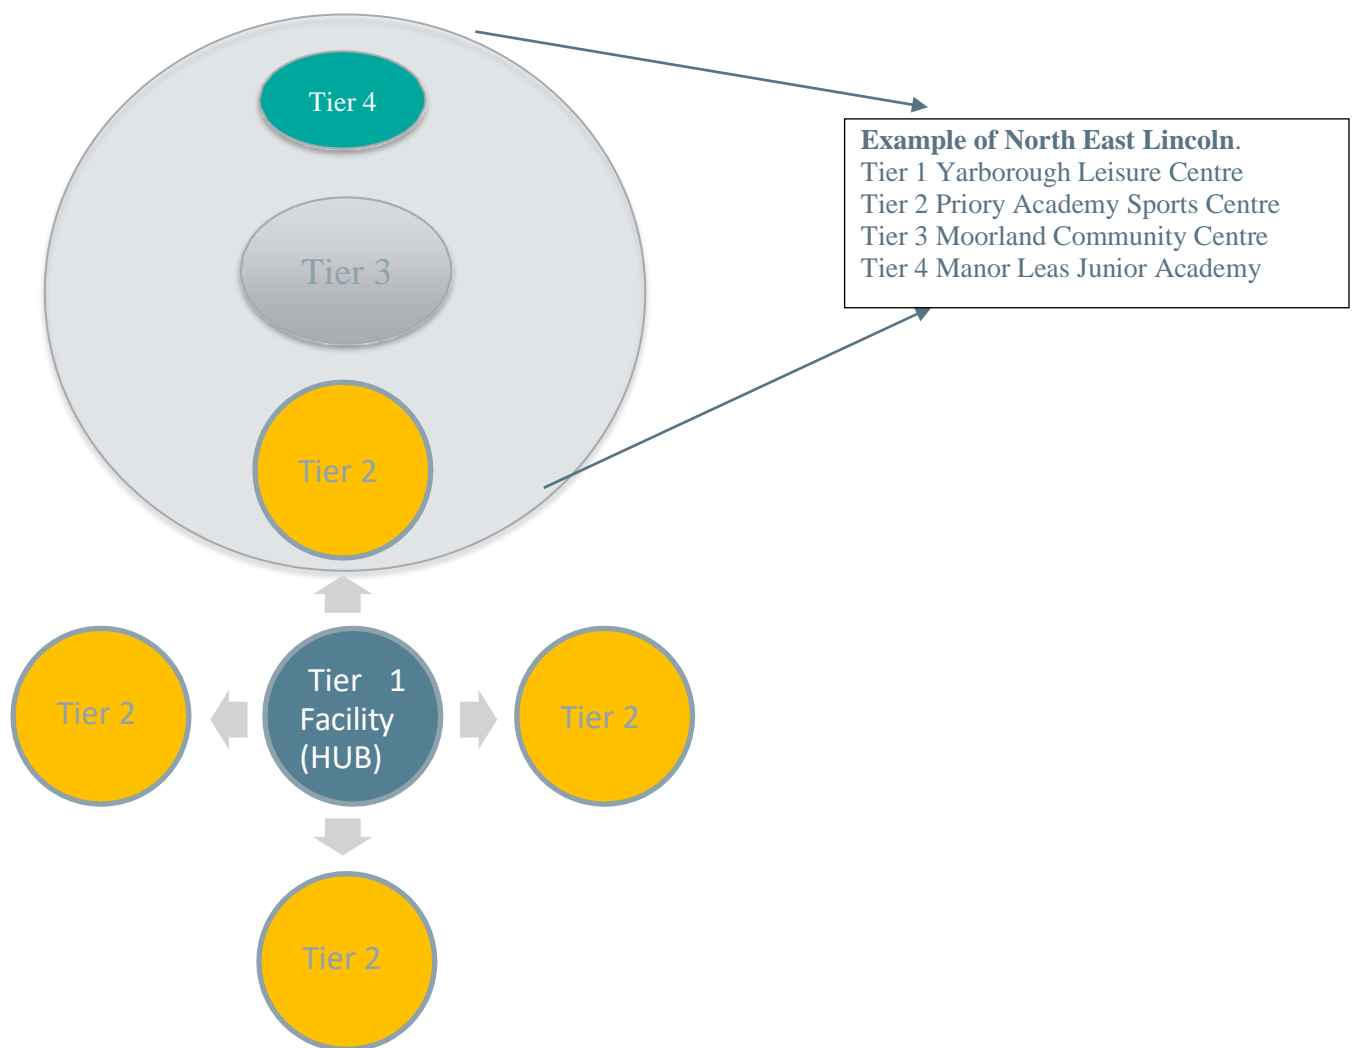 Tier 4
Example of North East Lincoln.
Tier 1 Yarborough Leisure Centre
Tier 2 Priory Academy Sports Centre
Tier 3 Moorland Community Centre
Tier 4 Manor Leas Junior Academy
Tier 3
Tier 2
Tier 2
Tier 1
Facility
(HUB)
Tier 2
Tier 2